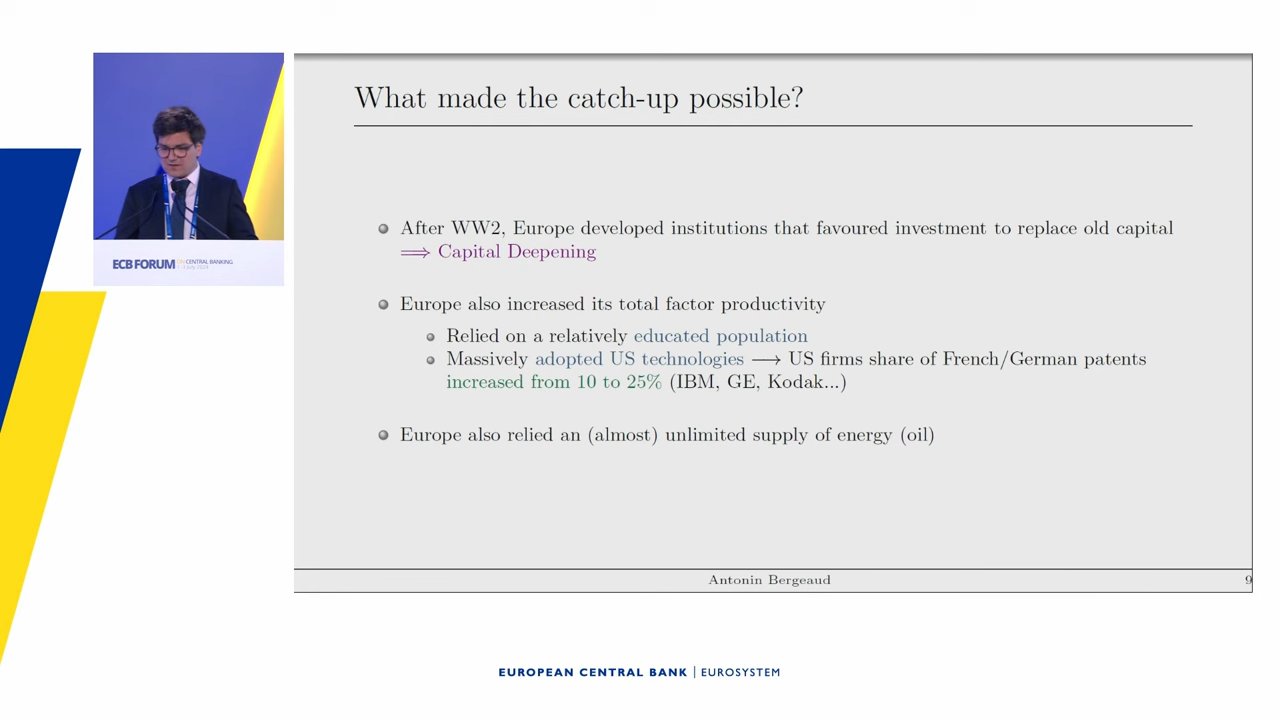 What made the catch-up possible?
After WW2, Europe developed institutions that favoured investment to replace old capital
⟹ Capital Deepening
Europe also increased its total factor productivity
Relied on a relatively educated population
Massively adopted US technologies ⟶ US firms share of French/German patents
increased from 10 to 25% (IBM, GE, Kodak...)
Europe also relied an (almost) unlimited supply of energy (oil)
ECB FORUM ON CENTRAL BANKING
Antonin Bergeaud
9
EUROPEAN CENTRAL BANK | EUROSYSTEM